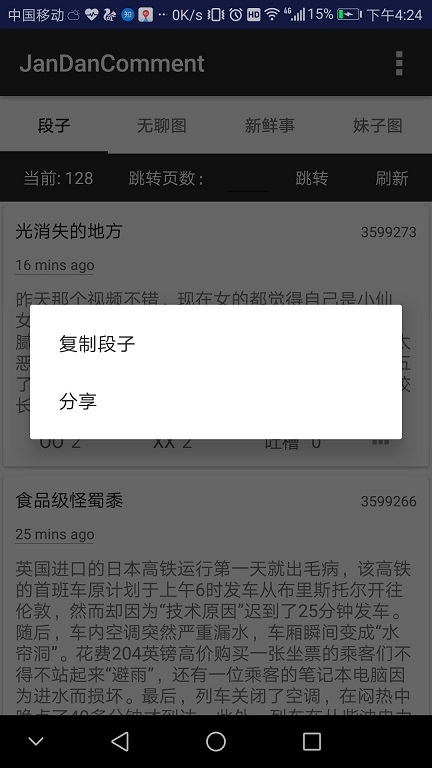 中国移动 0K/s HD 4G 15% 下午4:24
JanDanComment
段子 无聊图 新鲜事 妹子图
当前: 128 跳转页数: 跳转 刷新
光消失的地方 3599273
16 mins ago
昨天那个视频不错，现在女的都觉得自己是小仙
女
腻
恶
了
长
复制段子
分享
OO 2 XX 2 吐槽 0
食品级怪蜀黍 3599266
25 mins ago
英国进口的日本高铁运行第一天就出毛病，该高铁
的首班车原计划于上午6时发车从布里斯托尔开往
伦敦，然而却因为“技术原因”迟到了25分钟发车。
随后，车内空调突然严重漏水，车厢瞬间变成“水
帘洞”。花费204英镑高价购买一张坐票的乘客们不
得不站起来“避雨”，还有一位乘客的笔记本电脑因
为进水而损坏。最后，列车关闭了空调，在闷热中